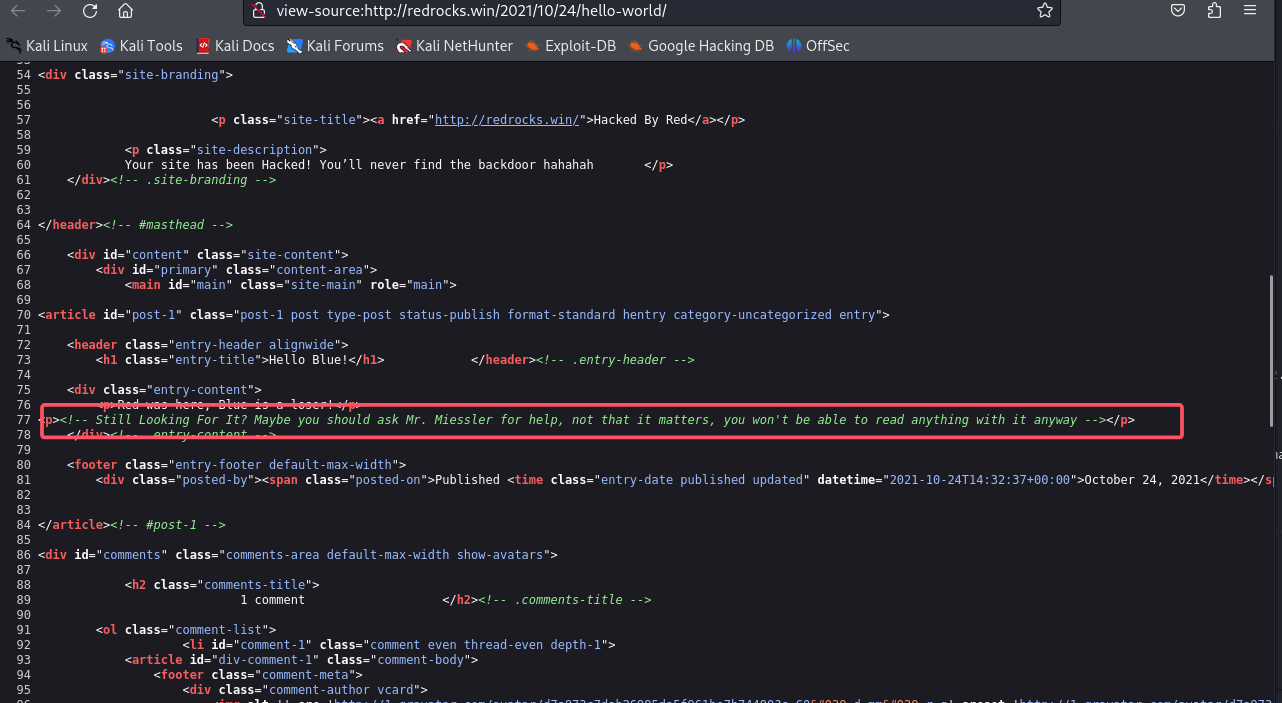 view-source:http://redrocks.win/2021/10/24/hello-world/
Kali Linux Kali Tools Kali Docs Kali Forums Kali NetHunter Exploit-DB Google Hacking DB OffSec
54 <div class="site-branding">
55
56
57 <p class="site-title"><a href="http://redrocks.win/">Hacked By Red</a></p>
58
59 <p class="site-description">
60 Your site has been Hacked! You’ll never find the backdoor hahahah </p>
61 </div><!-- .site-branding -->
62
63
64 </header><!-- #masthead -->
65
66 <div id="content" class="site-content">
67 <div id="primary" class="content-area">
68 <main id="main" class="site-main" role="main">
69
70 <article id="post-1" class="post-1 post type-post status-publish format-standard hentry category-uncategorized entry">
71
72 <header class="entry-header alignwide">
73 <h1 class="entry-title">Hello Blue!</h1> </header><!-- .entry-header -->
74
75 <div class="entry-content">
76 <p>Red was here, Blue is a loser!</p>
77 <p><!-- Still Looking For It? Maybe you should ask Mr. Miessler for help, not that it matters, you won't be able to read anything with it anyway --></p>
78 </div><!-- .entry-content -->
79
80 <footer class="entry-footer default-max-width">
81 <div class="posted-by"><span class="posted-on">Published <time class="entry-date published updated" datetime="2021-10-24T14:32:37+00:00">October 24, 2021</time></sp
82
83
84 </article><!-- #post-1 -->
85
86 <div id="comments" class="comments-area default-max-width show-avatars">
87
88 <h2 class="comments-title">
89 1 comment </h2><!-- .comments-title -->
90
91 <ol class="comment-list">
92 <li id="comment-1" class="comment even thread-even depth-1">
93 <article id="div-comment-1" class="comment-body">
94 <footer class="comment-meta">
95 <div class="comment-author vcard">